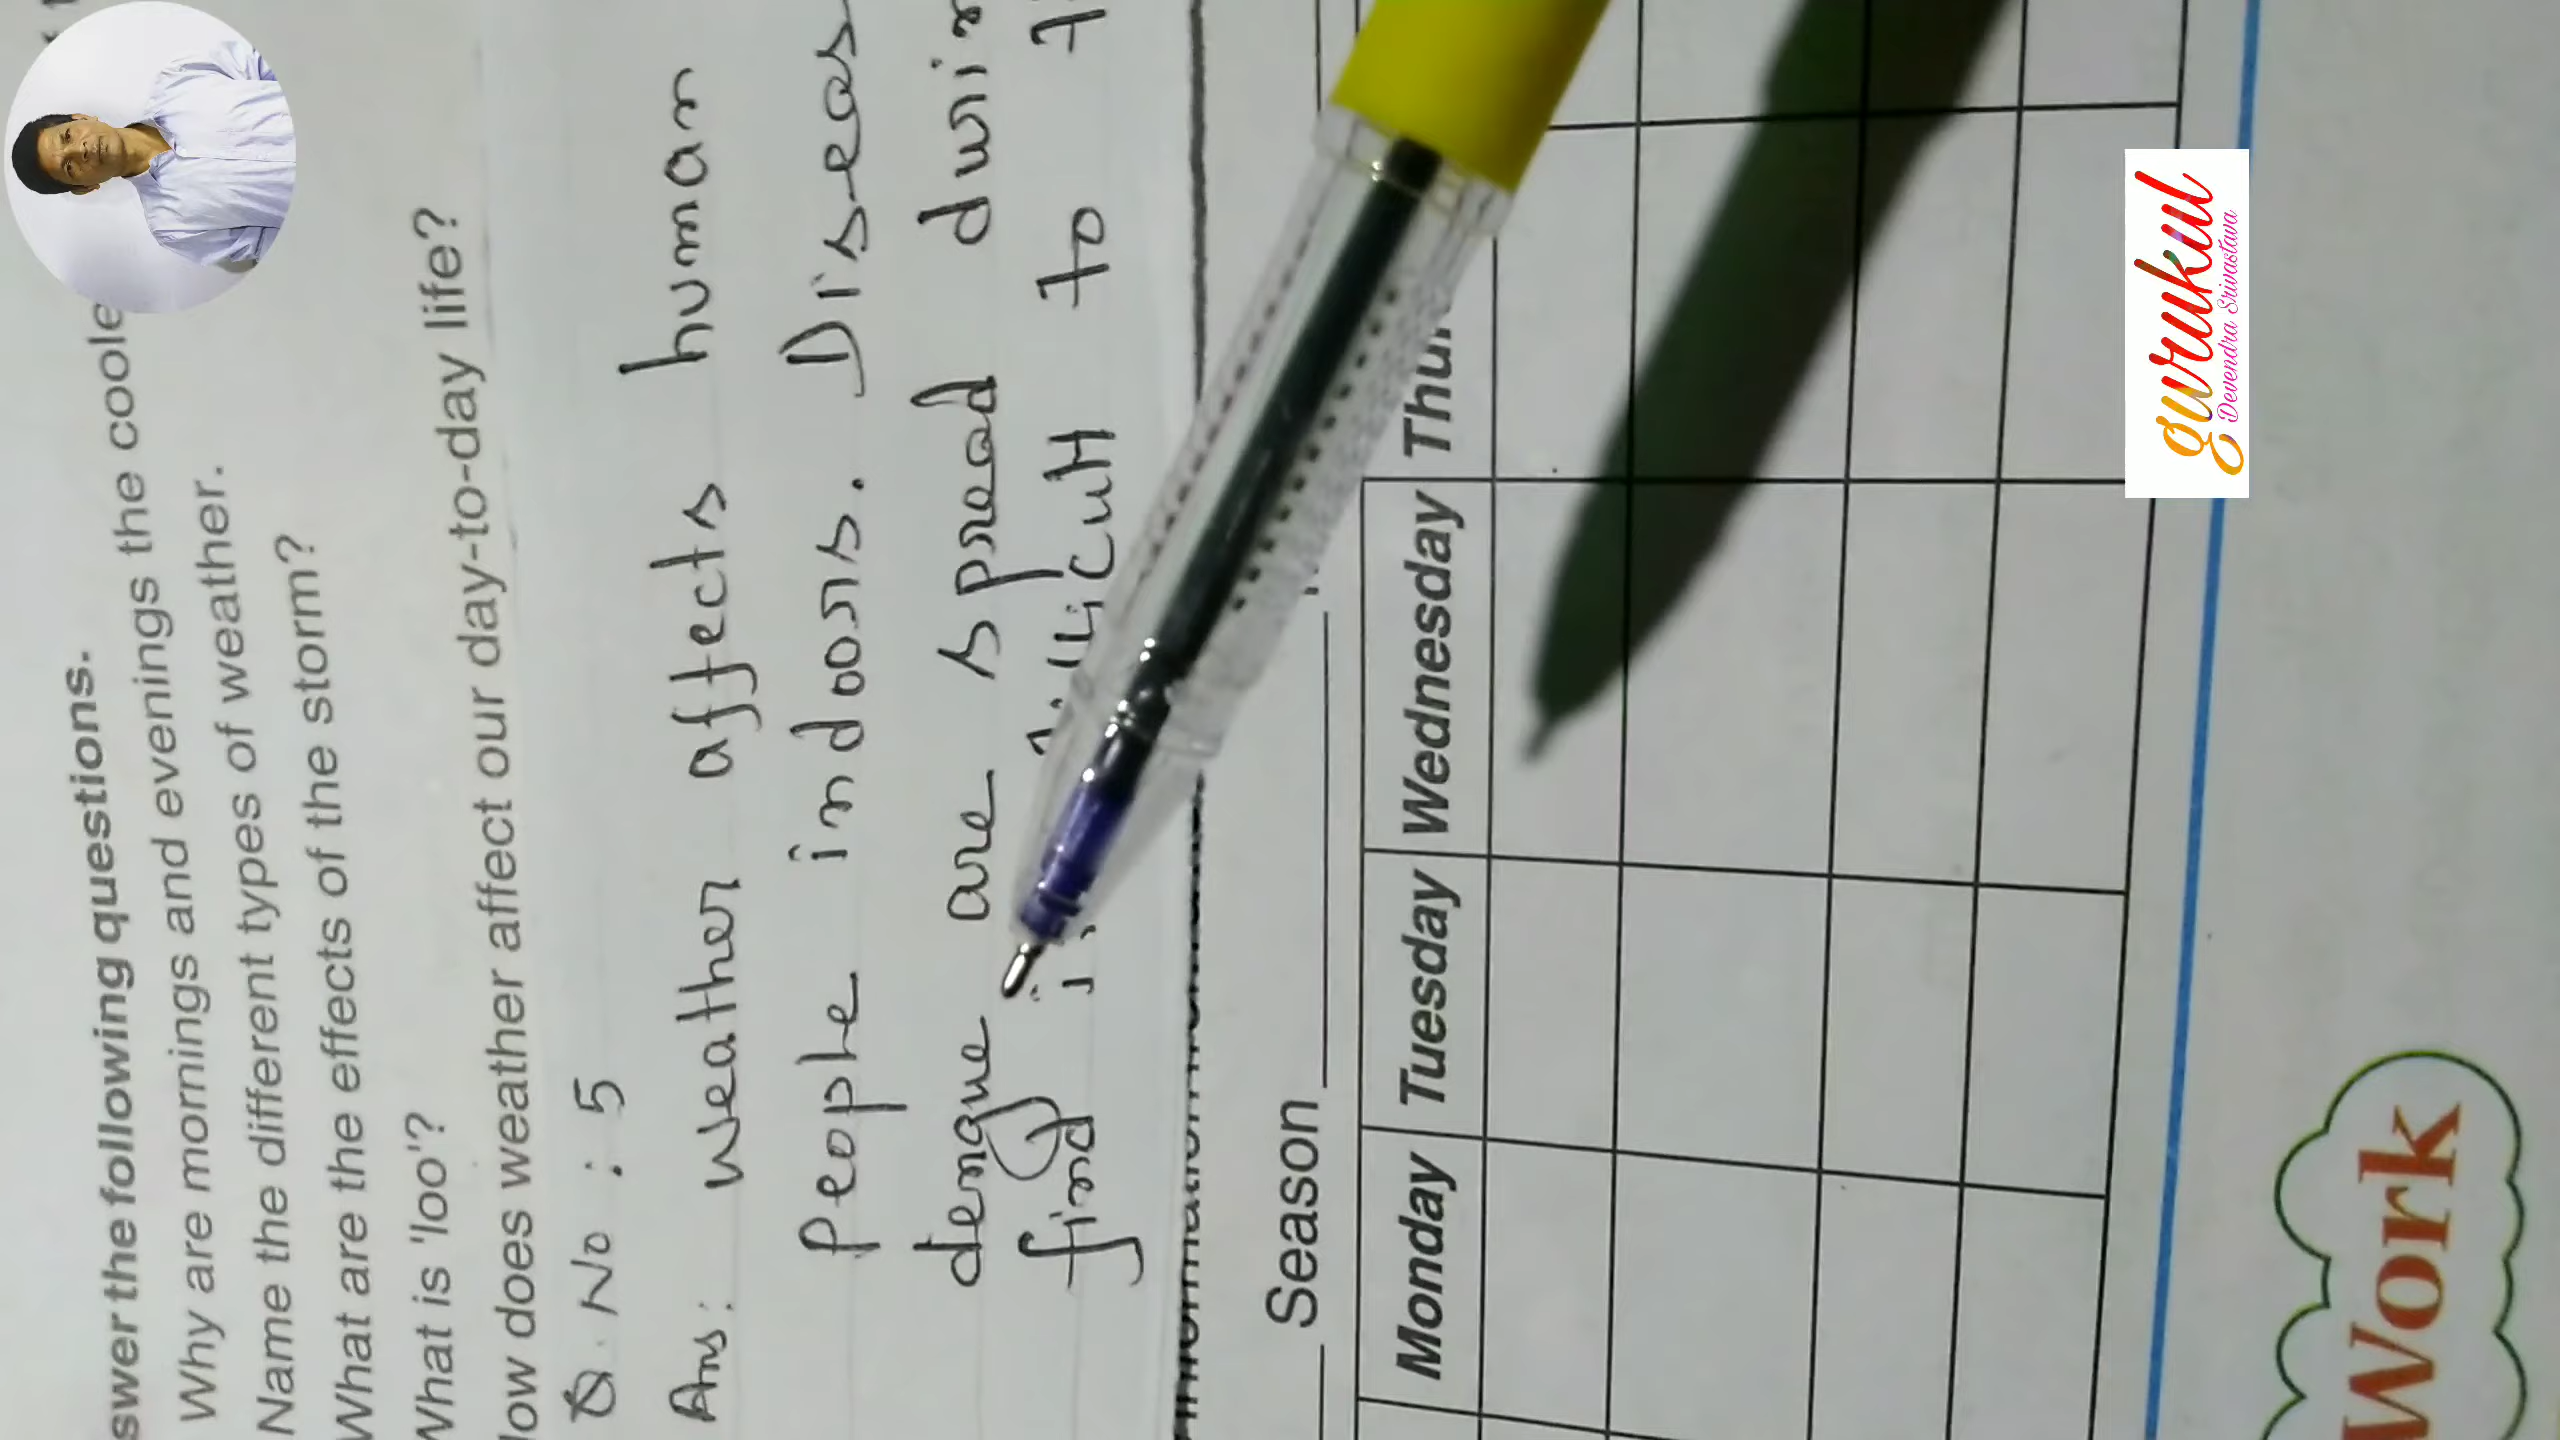 swer the following questions.
Why are mornings and evenings the coole
Name the different types of weather.
What are the effects of the storm?
What is 'loo'?
low does weather affect our day-to-day life?
Q. No : 5
Ans: weather affects human
people indoors. Diseas
dengue are spread durin
find to
Season
Monday Tuesday Wednesday Thur
Work
gurukul
Devendra Srivastava